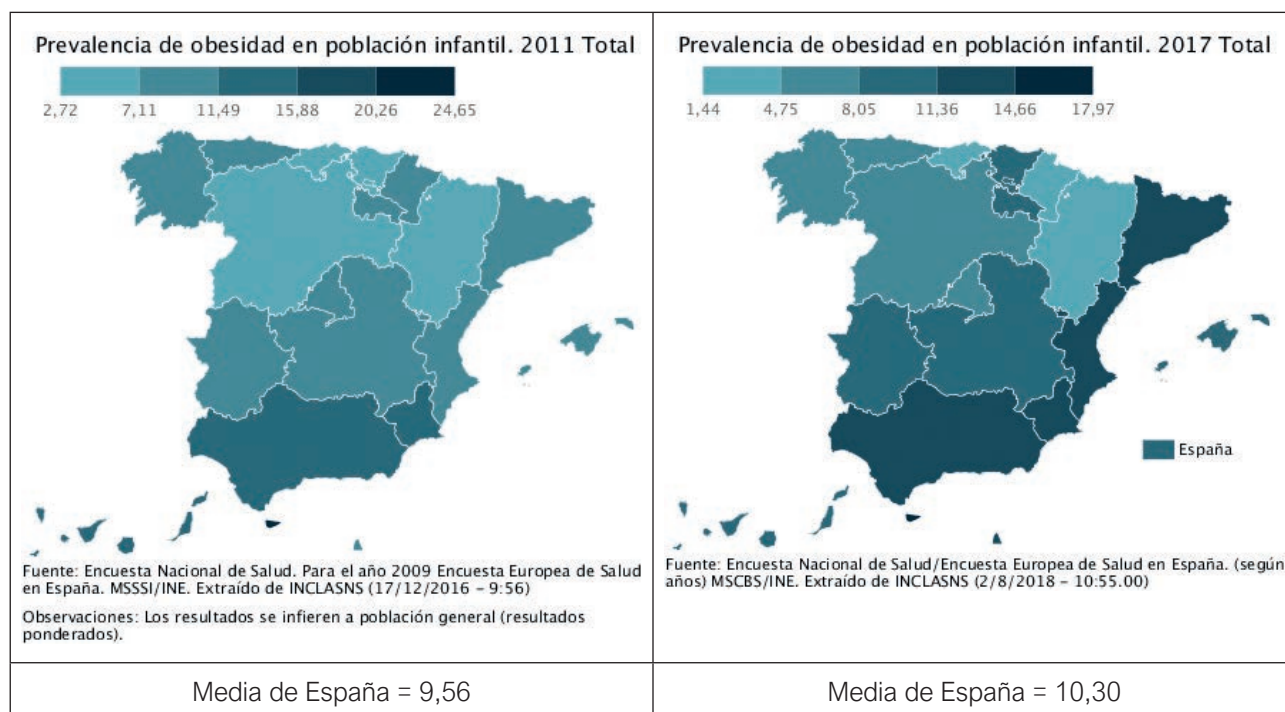 Prevalencia de obesidad en población infantil. 2011 Total
2,72 7,11 11,49 15,88 20,26 24,65
Fuente: Encuesta Nacional de Salud. Para el año 2009 Encuesta Europea de Salud
en España. MSSSI/INE. Extraído de INCLASNS (17/12/2016 – 9:56)
Observaciones: Los resultados se infieren a población general (resultados
ponderados).
Media de España = 9,56
Prevalencia de obesidad en población infantil. 2017 Total
1,44 4,75 8,05 11,36 14,66 17,97
España
Fuente: Encuesta Nacional de Salud/Encuesta Europea de Salud en España. (según
años) MSCBS/INE. Extraído de INCLASNS (2/8/2018 – 10:55.00)
Media de España = 10,30